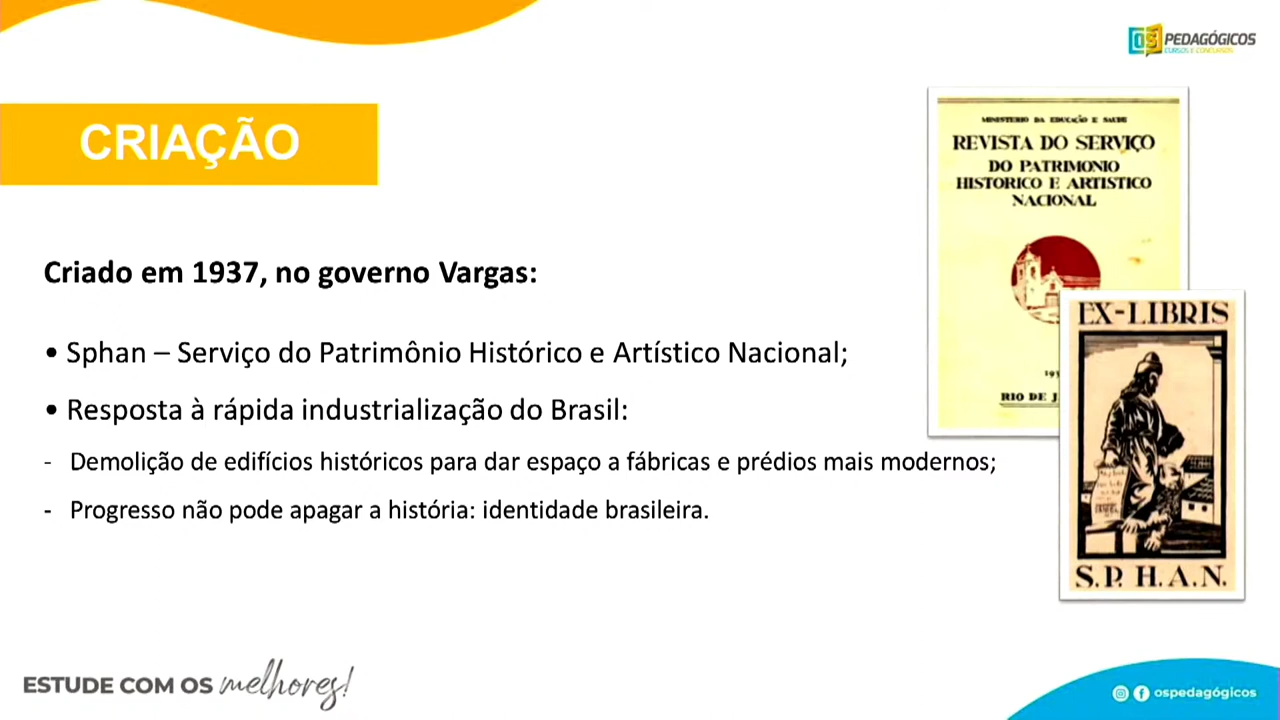 OS PEDAGÓGICOS
CURSOS E CONCURSOS
CRIAÇÃO
MINISTERIO DA EDUCAÇÃO E SAUDE
REVISTA DO SERVIÇO
DO PATRIMONIO
HISTORICO E ARTISTICO
NACIONAL
RIO DE
EX-LIBRIS
S.P.H.A.N.
Criado em 1937, no governo Vargas:
• Sphan – Serviço do Patrimônio Histórico e Artístico Nacional;
• Resposta à rápida industrialização do Brasil:
- Demolição de edifícios históricos para dar espaço a fábricas e prédios mais modernos;
- Progresso não pode apagar a história: identidade brasileira.
ESTUDE COM OS melhores!
ospedagógicos